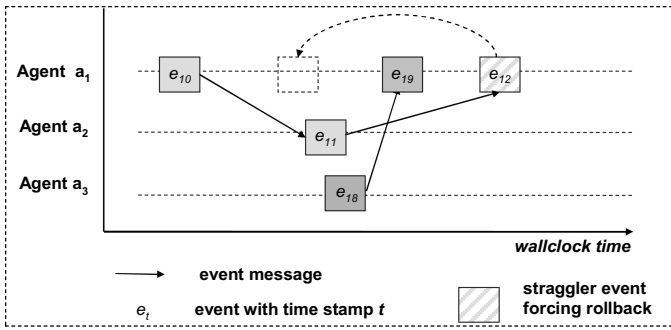 Agent a1
e10
e19
e12
Agent a2
e11
Agent a3
e18
wallclock time
event message
et event with time stamp t
straggler event
forcing rollback